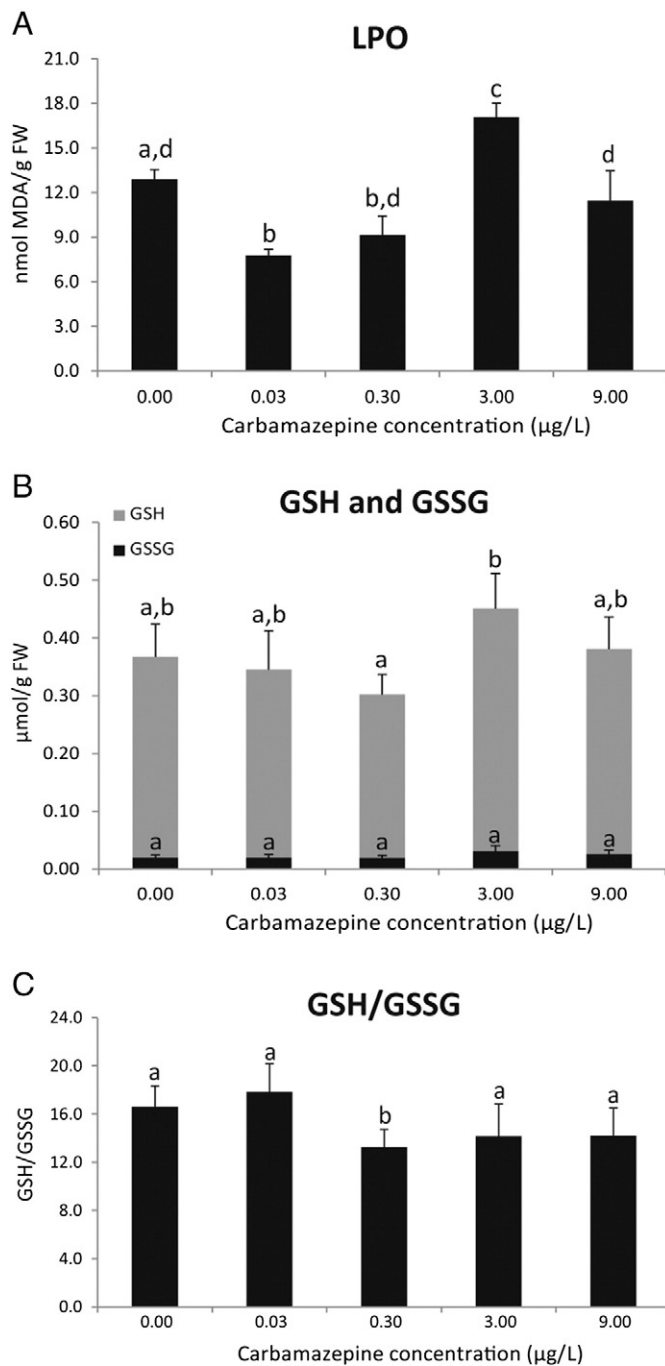 A
LPO
nmol MDA/g FW
21.0
18.0
15.0
12.0
9.0
6.0
3.0
0.0
a,d
b
b,d
c
d
0.00 0.03 0.30 3.00 9.00
Carbamazepine concentration (µg/L)
B
GSH and GSSG
GSH
GSSG
µmol/g FW
0.60
0.50
0.40
0.30
0.20
0.10
0.00
a,b a,b a b a,b
a a a a a
0.00 0.03 0.30 3.00 9.00
Carbamazepine concentration (µg/L)
C
GSH/GSSG
GSH/GSSG
24.0
20.0
16.0
12.0
8.0
4.0
0.0
a a b a a
0.00 0.03 0.30 3.00 9.00
Carbamazepine concentration (µg/L)